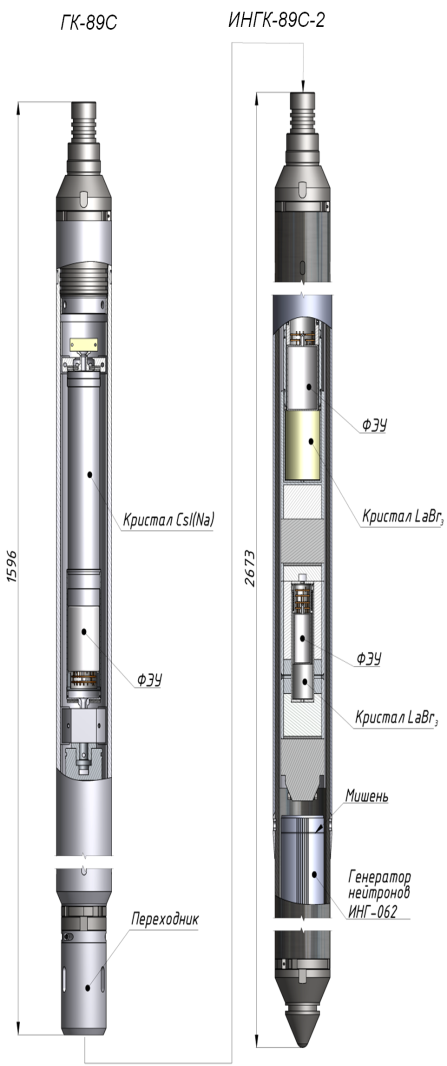 ГК-89С
ИНГК-89С-2
1596
Кристал CsI(Na)
ФЭУ
Переходник
2673
ФЭУ
Кристал LaBr₃
ФЭУ
Кристал LaBr₃
Мишень
Генератор
нейтронов
ИНГ-062